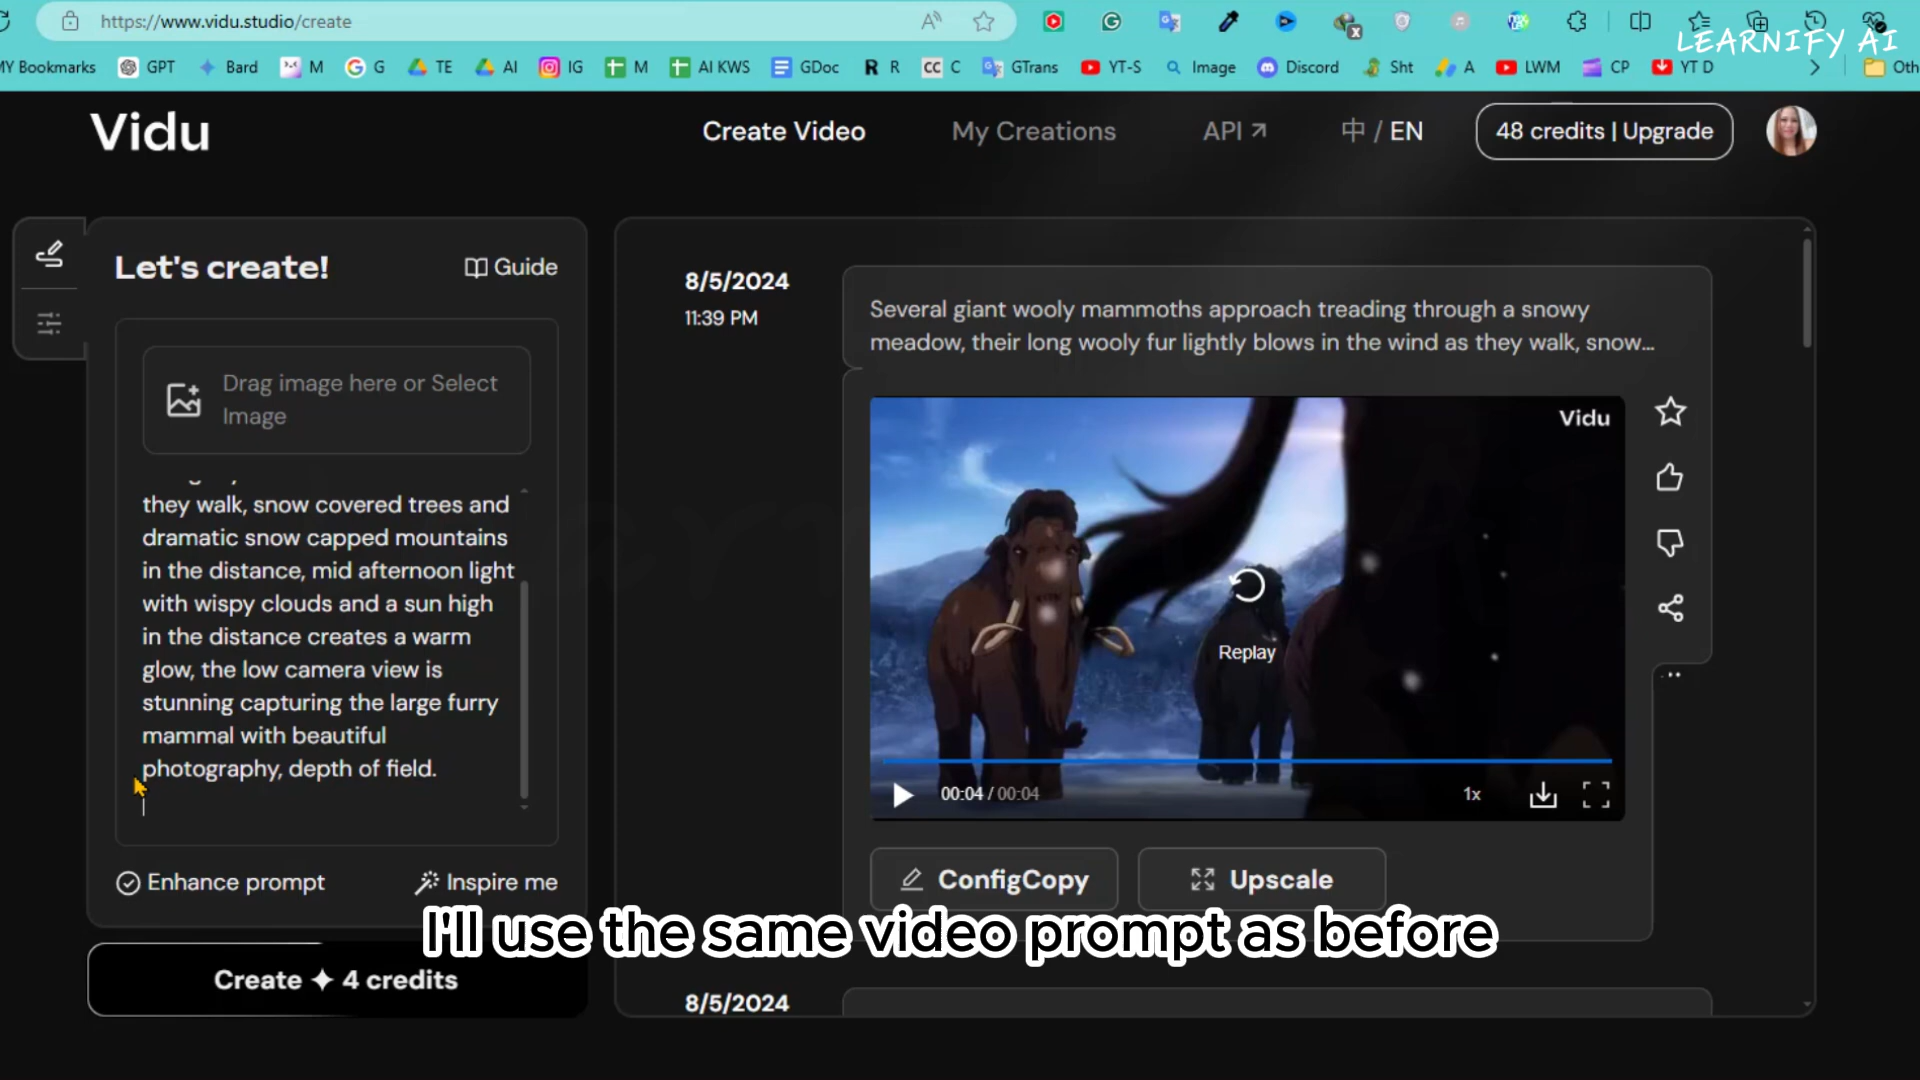 https://www.vidu.studio/create
LEARNIFY AI
MY Bookmarks GPT Bard M G TE AI IG M AI KWS GDoc R R CC C GTrans YT-S Image Discord Sht A LWM CP YT D Oth
Vidu
Create Video
My Creations
API
中 / EN
48 credits | Upgrade
Let's create!
Guide
Drag image here or Select
Image
they walk, snow covered trees and
dramatic snow capped mountains
in the distance, mid afternoon light
with wispy clouds and a sun high
in the distance creates a warm
glow, the low camera view is
stunning capturing the large furry
mammal with beautiful
photography, depth of field.
Enhance prompt
Inspire me
Create 4 credits
8/5/2024
11:39 PM
Several giant wooly mammoths approach treading through a snowy
meadow, their long wooly fur lightly blows in the wind as they walk, snow...
Vidu
Replay
00:04 / 00:04
1x
ConfigCopy
Upscale
I'll use the same video prompt as before
8/5/2024